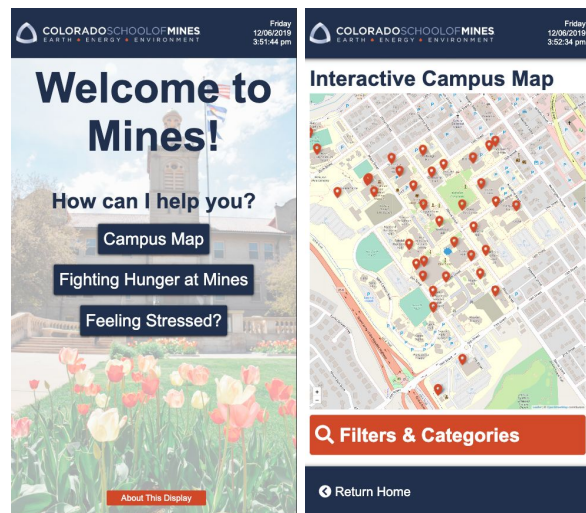 COLORADOSCHOOLOFMINES
EARTH • ENERGY • ENVIRONMENT
Friday
12/06/2019
3:51:44 pm
Welcome to
Mines!
How can I help you?
Campus Map
Fighting Hunger at Mines
Feeling Stressed?
About This Display
COLORADOSCHOOLOFMINES
EARTH • ENERGY • ENVIRONMENT
Friday
12/06/2019
3:52:34 pm
Interactive Campus Map
Filters & Categories
Return Home